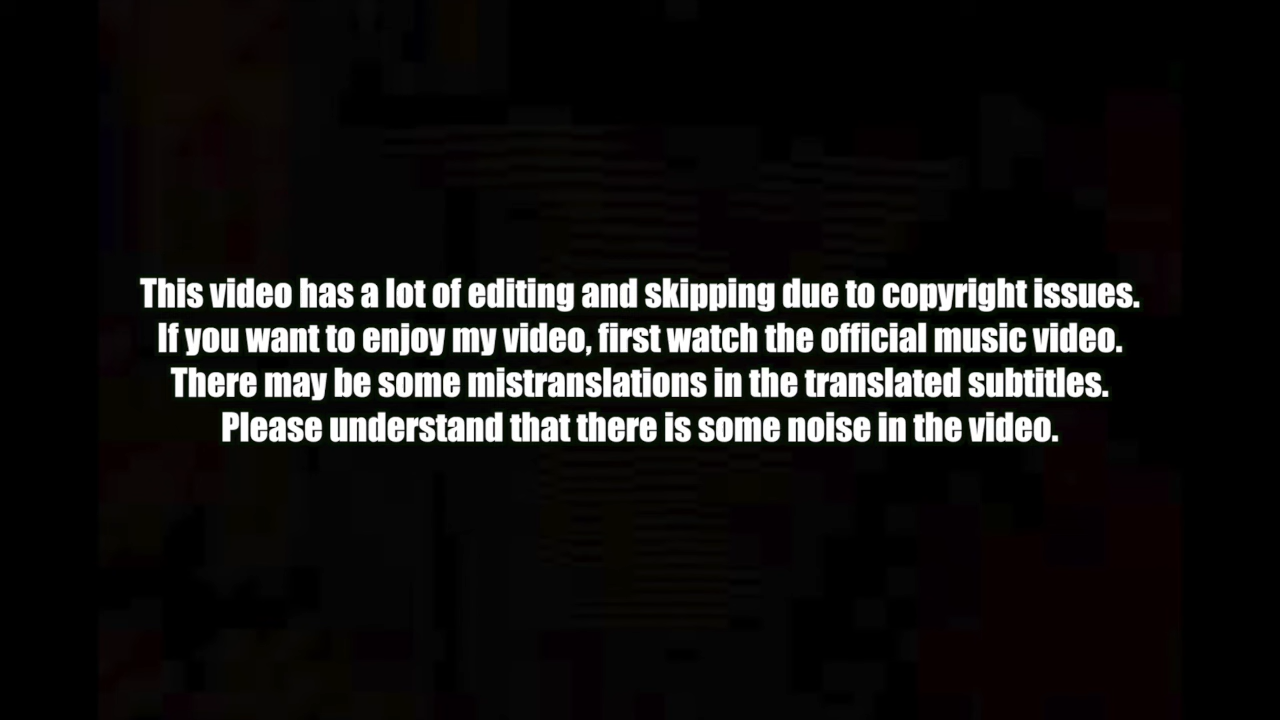 This video has a lot of editing and skipping due to copyright issues.
If you want to enjoy my video, first watch the official music video.
There may be some mistranslations in the translated subtitles.
Please understand that there is some noise in the video.